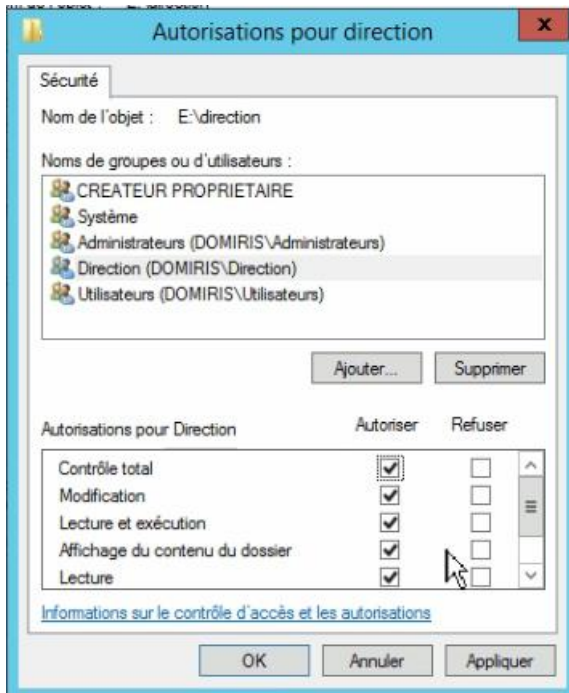 Autorisations pour direction
x
Sécurité
Nom de l'objet : E:\direction
Noms de groupes ou d'utilisateurs :
CREATEUR PROPRIETAIRE
Système
Administrateurs (DOMIRIS\Administrateurs)
Direction (DOMIRIS\Direction)
Utilisateurs (DOMIRIS\Utilisateurs)
Ajouter... Supprimer
Autorisations pour Direction Autoriser Refuser
Contrôle total
Modification
Lecture et exécution
Affichage du contenu du dossier
Lecture
Informations sur le contrôle d'accès et les autorisations
OK Annuler Appliquer